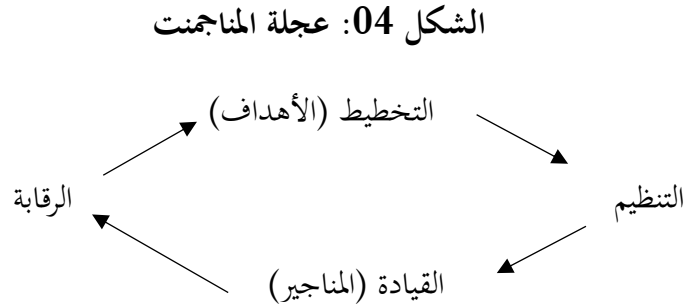 الشكل 04: عجلة المناجمنت
التخطيط (الأهداف)
التنظيم
الرقابة
القيادة (المناجير)